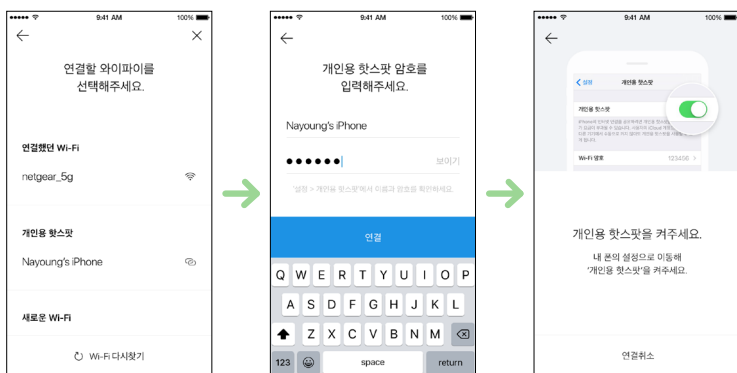 9:41 AM 100%
연결할 와이파이를
선택해주세요.
연결했던 Wi-Fi
netgear_5g
개인용 핫스팟
Nayoung's iPhone
새로운 Wi-Fi
Wi-Fi 다시찾기
9:41 AM 100%
개인용 핫스팟 암호를
입력해주세요.
Nayoung's iPhone
보이기
'설정 > 개인용 핫스팟'에서 이름과 암호를 확인하세요.
연결
Q W E R T Y U I O P
A S D F G H J K L
Z X C V B N M
123 space return
9:41 AM 100%
설정 개인용 핫스팟
개인용 핫스팟
Wi-Fi 암호 123406
개인용 핫스팟을 켜주세요.
내 폰의 설정으로 이동해
'개인용 핫스팟'을 켜주세요.
연결취소